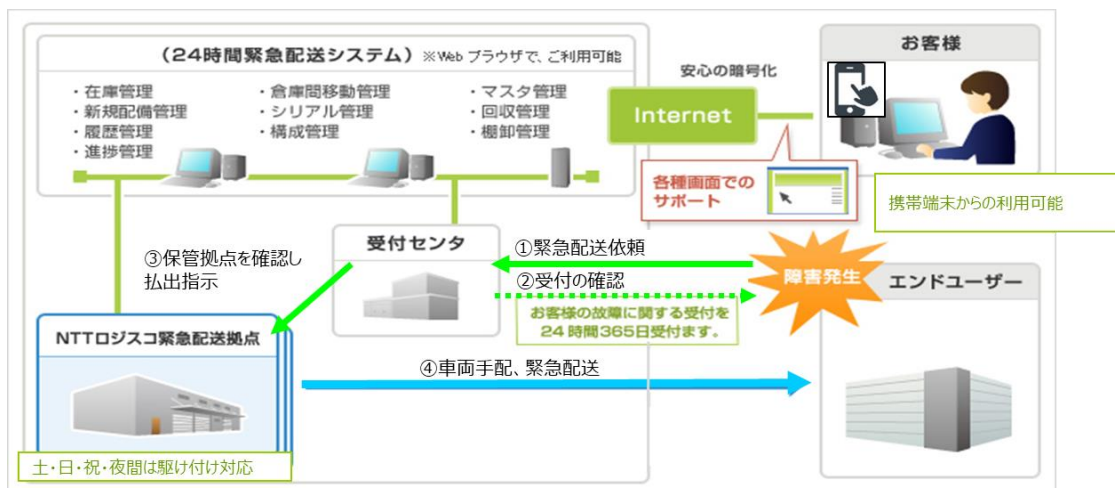 (24時間緊急配送システム) ※Web ブラウザで、ご利用可能
・在庫管理
・新規配備管理
・履歴管理
・進捗管理
・倉庫間移動管理
・シリアル管理
・構成管理
・マスタ管理
・回収管理
・棚卸管理
安心の暗号化
Internet
お客様
各種画面での
サポート
携帯端末からの利用可能
受付センタ
③保管拠点を確認し
払出指示
①緊急配送依頼
②受付の確認
お客様の故障に関する受付を
24時間365日受付ます。
障害発生
エンドユーザー
NTTロジスコ緊急配送拠点
④車両手配、緊急配送
土・日・祝・夜間は駆け付け対応